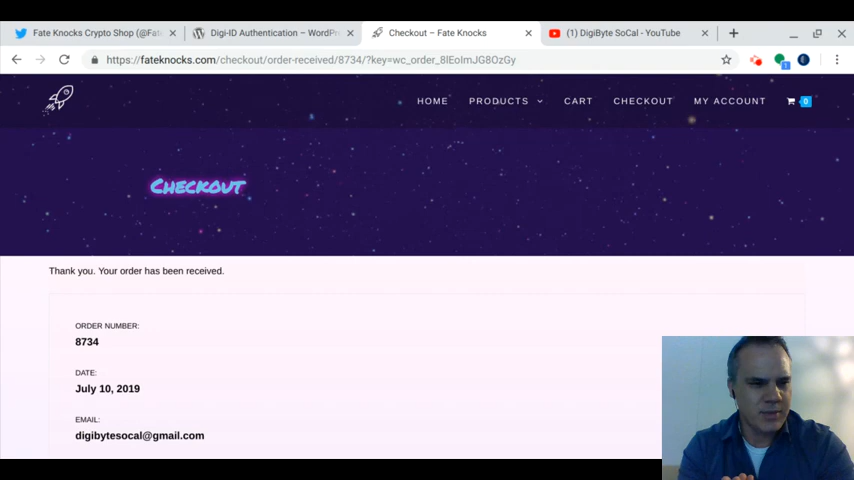 Fate Knocks Crypto Shop (@Fat
Digi-ID Authentication – WordPr
Checkout – Fate Knocks
(1) DigiByte SoCal - YouTube
https://fateknocks.com/checkout/order-received/8734/?key=wc_order_8lEoImJG8OzGy
1
HOME PRODUCTS CART CHECKOUT MY ACCOUNT 0
CHECKOUT
Thank you. Your order has been received.
ORDER NUMBER:
8734
DATE:
July 10, 2019
EMAIL:
digibytesocal@gmail.com